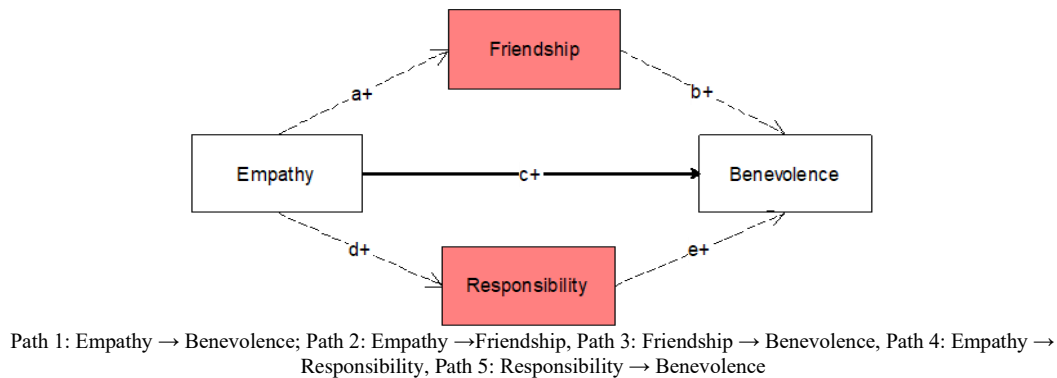 Friendship
a+
b+
Empathy
c+
Benevolence
d+
e+
Responsibility
Path 1: Empathy → Benevolence; Path 2: Empathy →Friendship, Path 3: Friendship → Benevolence, Path 4: Empathy →
Responsibility, Path 5: Responsibility → Benevolence